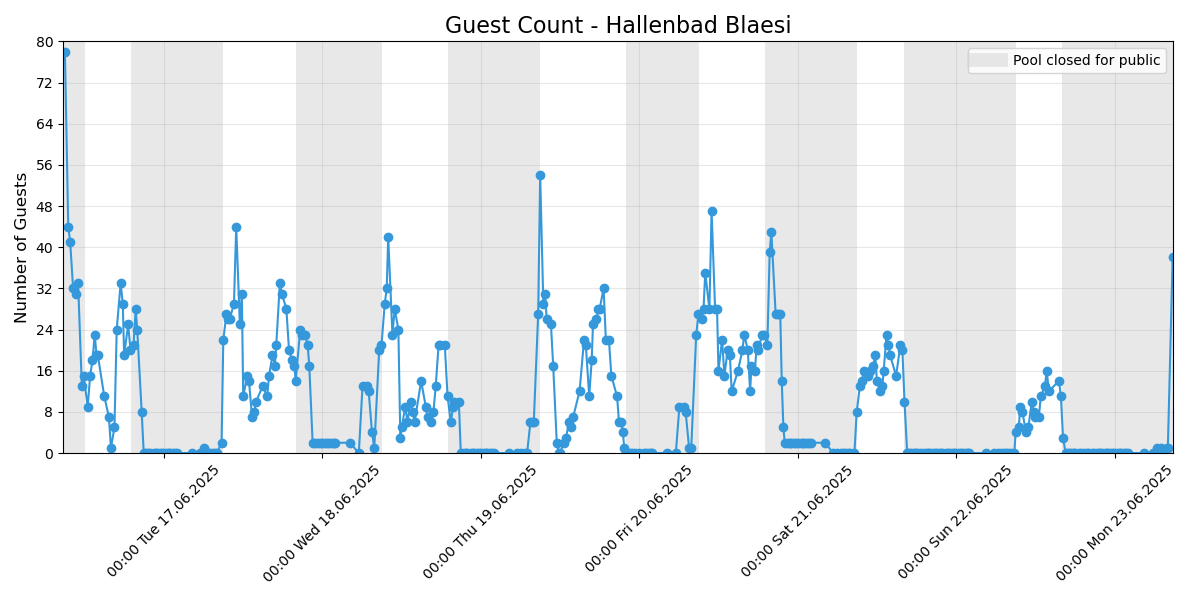 Guest Count - Hallenbad Blaesi
Pool closed for public
Number of Guests
80
72
64
56
48
40
32
24
16
8
0
00:00 Tue 17.06.2025
00:00 Wed 18.06.2025
00:00 Thu 19.06.2025
00:00 Fri 20.06.2025
00:00 Sat 21.06.2025
00:00 Sun 22.06.2025
00:00 Mon 23.06.2025